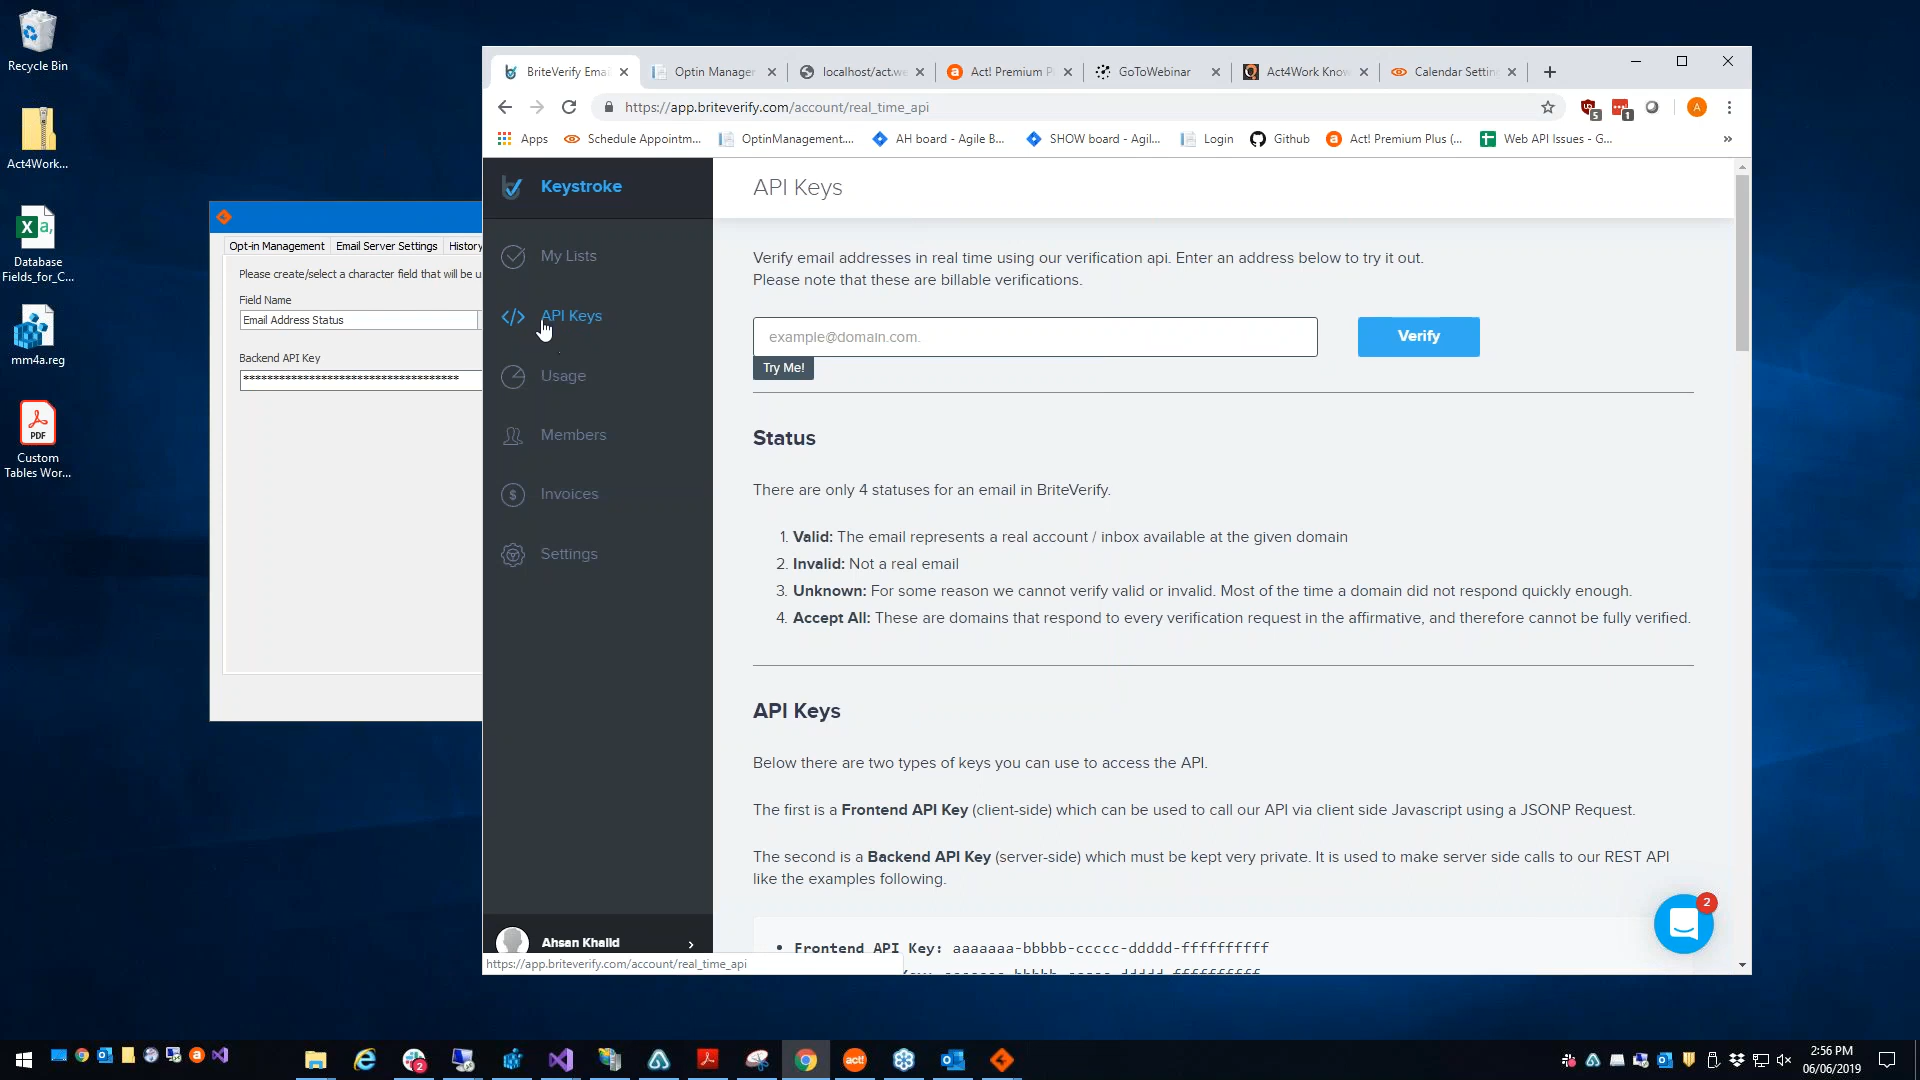 Recycle Bin
Act4Work...
Database
Fields_for_C...
mm4a.reg
PDF
Custom
Tables Wor...
Opt-in Management
Email Server Settings
History
Please create/select a character field that will be u
Field Name
Email Address Status
Backend API Key
************************************
BriteVerify Emai
Optin Manager
localhost/act.we
Act! Premium P
GoToWebinar
Act4Work Know
Calendar Settin
https://app.briteverify.com/account/real_time_api
5
1
A
Apps
Schedule Appointm...
OptinManagement....
AH board - Agile B...
SHOW board - Agil...
Login
Github
Act! Premium Plus (...
Web API Issues - G...
»
Keystroke
My Lists
API Keys
Usage
Members
Invoices
Settings
Ahsan Khalid
https://app.briteverify.com/account/real_time_api
API Keys
Verify email addresses in real time using our verification api. Enter an address below to try it out.
Please note that these are billable verifications.
example@domain.com.
Verify
Try Me!
Status
There are only 4 statuses for an email in BriteVerify.
1. Valid: The email represents a real account / inbox available at the given domain
2. Invalid: Not a real email
3. Unknown: For some reason we cannot verify valid or invalid. Most of the time a domain did not respond quickly enough.
4. Accept All: These are domains that respond to every verification request in the affirmative, and therefore cannot be fully verified.
API Keys
Below there are two types of keys you can use to access the API.
The first is a Frontend API Key (client-side) which can be used to call our API via client side Javascript using a JSONP Request.
The second is a Backend API Key (server-side) which must be kept very private. It is used to make server side calls to our REST API
like the examples following.
• Frontend API Key: aaaaaaa-bbbbb-ccccc-ddddd-ffffffffff
2
2
act!
2:56 PM
06/06/2019